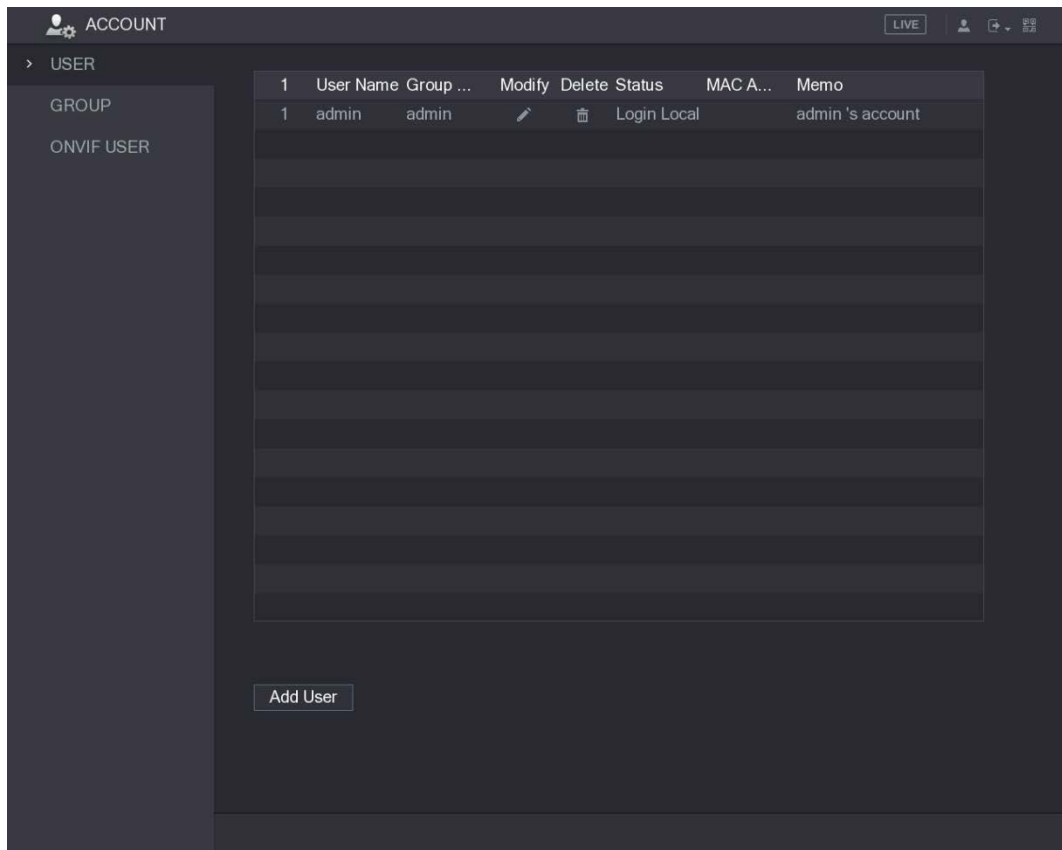 ACCOUNT LIVE
USER
GROUP
ONVIF USER
1 User Name Group ... Modify Delete Status MAC A... Memo
1 admin admin Login Local admin 's account
Add User